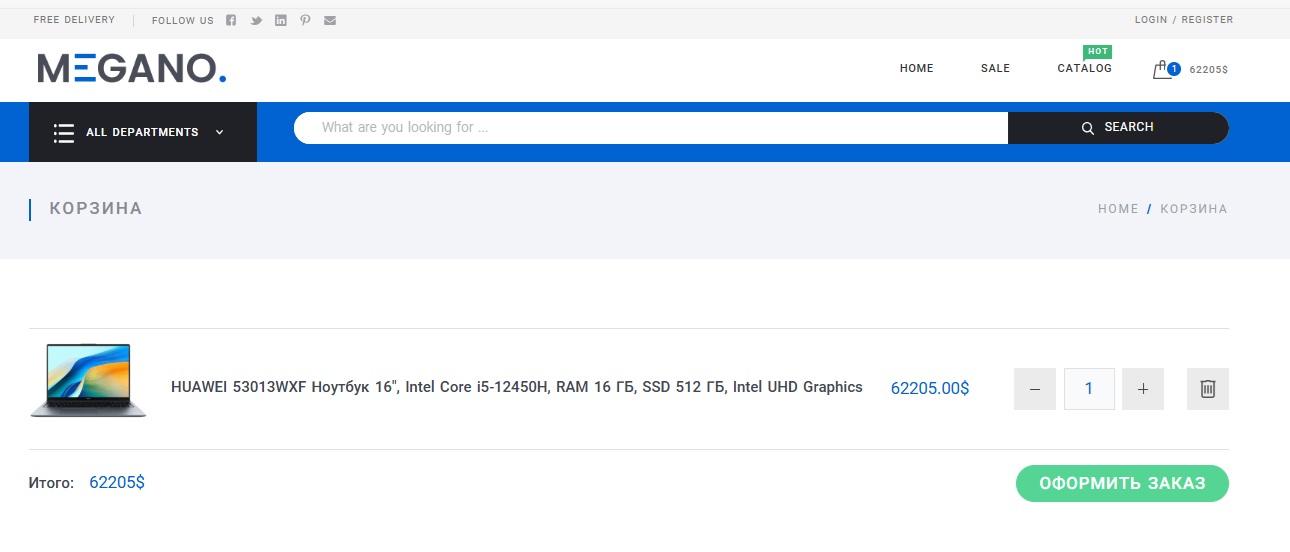 FREE DELIVERY FOLLOW US LOGIN / REGISTER
MEGANO.
HOT
HOME SALE CATALOG 1 62205$
ALL DEPARTMENTS What are you looking for ... SEARCH
КОРЗИНА HOME / КОРЗИНА
HUAWEI 53013WXF Ноутбук 16", Intel Core i5-12450H, RAM 16 ГБ, SSD 512 ГБ, Intel UHD Graphics 62205.00$ − 1 +
Итого: 62205$ ОФОРМИТЬ ЗАКАЗ